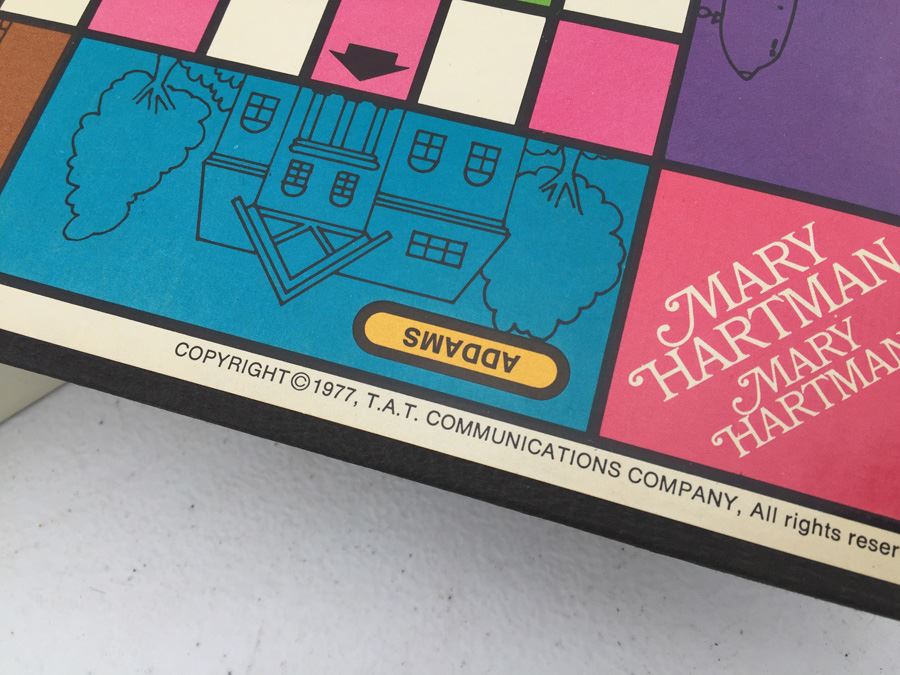 ADDAMS
MARY
HARTMAN
MARY
HARTMAN
COPYRIGHT © 1977, T.A.T. COMMUNICATIONS COMPANY, All rights reser